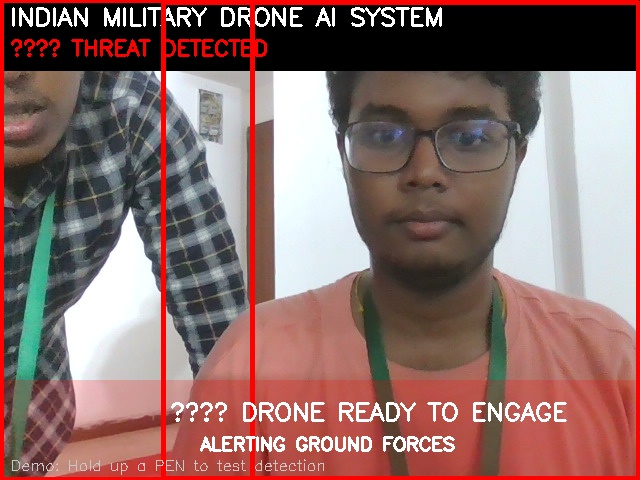 INDIAN MILITARY DRONE AI SYSTEM
???? THREAT DETECTED
???? DRONE READY TO ENGAGE
ALERTING GROUND FORCES
Demo: Hold up a PEN to test detection